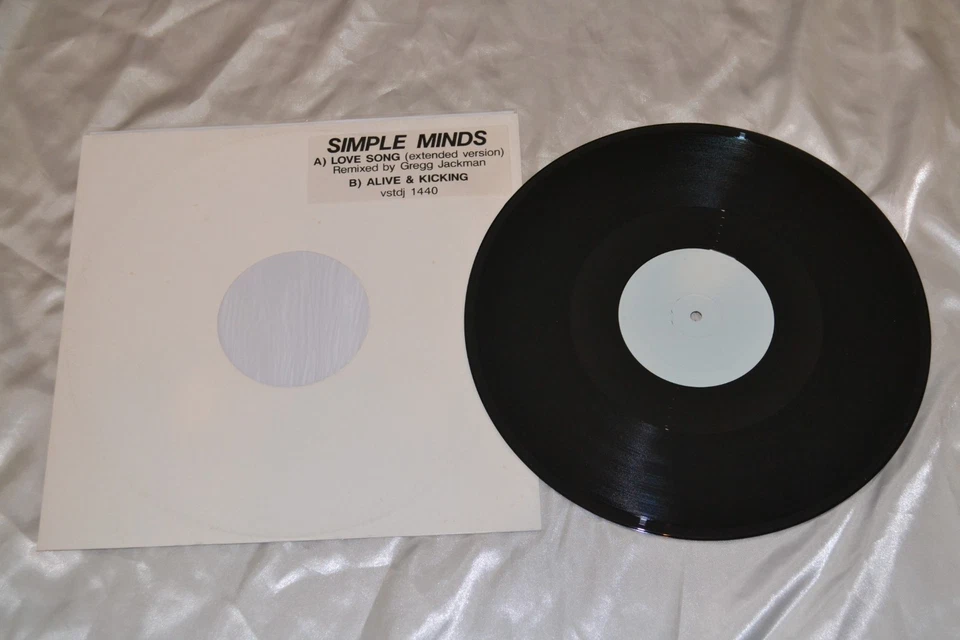 SIMPLE MINDS
A) LOVE SONG (extended version)
Remixed by Gregg Jackman
B) ALIVE & KICKING
vstdj 1440